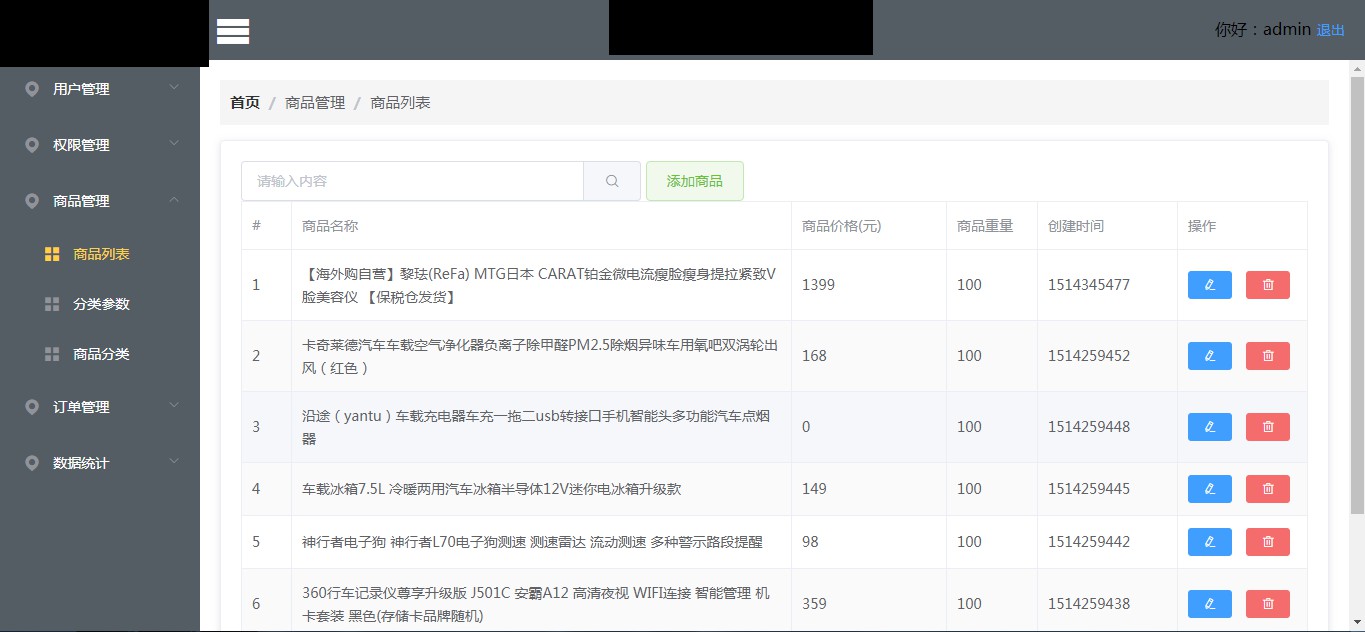 你好：admin 退出
用户管理
权限管理
商品管理
商品列表
分类参数
商品分类
订单管理
数据统计
首页 / 商品管理 / 商品列表
请输入内容
添加商品
# 商品名称 商品价格(元) 商品重量 创建时间 操作
1 【海外购自营】黎珐(ReFa) MTG日本 CARAT铂金微电流瘦脸瘦身提拉紧致V 1399 100 1514345477
脸美容仪 【保税仓发货】
2 卡奇莱德汽车车载空气净化器负离子除甲醛PM2.5除烟异味车用氧吧双涡轮出 168 100 1514259452
风（红色）
3 沿途（yantu）车载充电器车充一拖二usb转接口手机智能头多功能汽车点烟 0 100 1514259448
器
4 车载冰箱7.5L 冷暖两用汽车冰箱半导体12V迷你电冰箱升级款 149 100 1514259445
5 神行者电子狗 神行者L70电子狗测速 测速雷达 流动测速 多种警示路段提醒 98 100 1514259442
6 360行车记录仪尊享升级版 J501C 安霸A12 高清夜视 WIFI连接 智能管理 机 359 100 1514259438
卡套装 黑色(存储卡品牌随机)